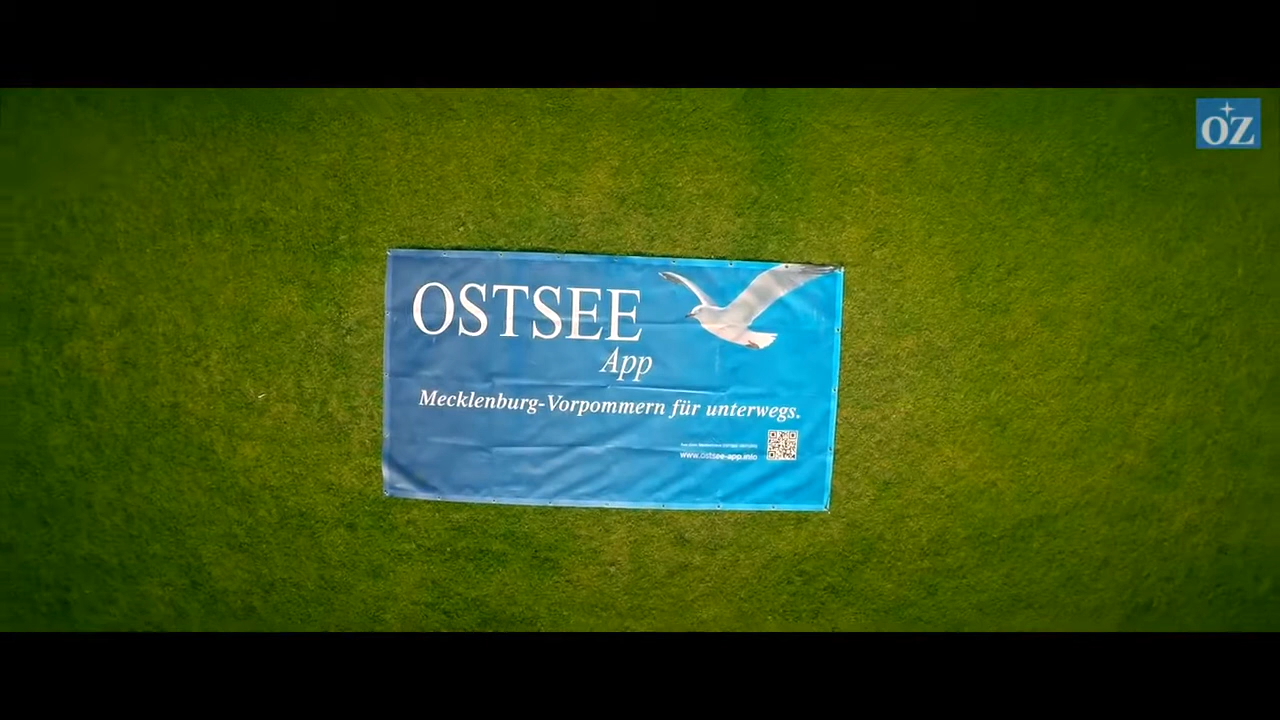 OZ
OSTSEE
App
Mecklenburg-Vorpommern für unterwegs.
www.ostsee-app.info